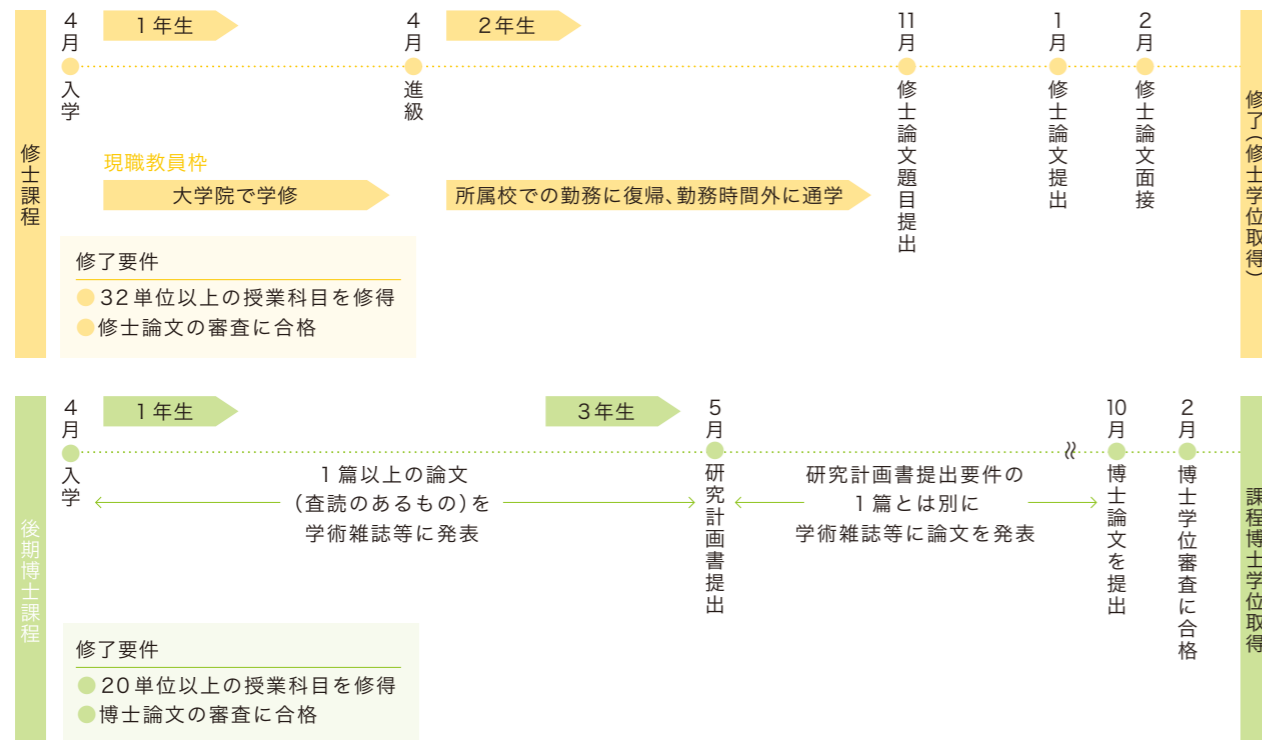 修士課程
4月
入学
1年生
4月
進級
2年生
11月
修士論文題目提出
1月
修士論文提出
2月
修士論文面接
修了(修士学位取得)
現職教員枠
大学院で学修
所属校での勤務に復帰、勤務時間外に通学
修了要件
●32単位以上の授業科目を修得
●修士論文の審査に合格
後期博士課程
4月
入学
1年生
3年生
1篇以上の論文
(査読のあるもの)を
学術雑誌等に発表
5月
研究計画書提出
研究計画書提出要件の
1篇とは別に
学術雑誌等に論文を発表
10月
博士論文を提出
2月
博士学位審査に合格
課程博士学位取得
修了要件
●20単位以上の授業科目を修得
●博士論文の審査に合格